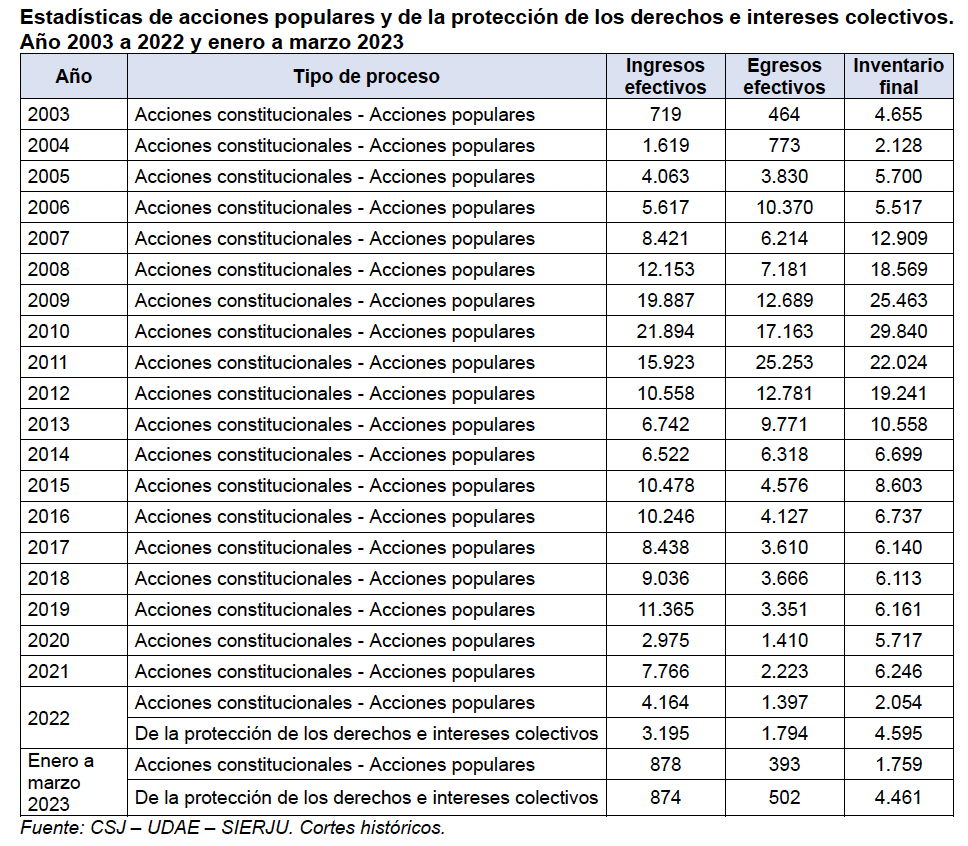 Estadísticas de acciones populares y de la protección de los derechos e intereses colectivos.
Año 2003 a 2022 y enero a marzo 2023
Año Tipo de proceso Ingresos efectivos Egresos efectivos Inventario final
2003 Acciones constitucionales - Acciones populares 719 464 4.655
2004 Acciones constitucionales - Acciones populares 1.619 773 2.128
2005 Acciones constitucionales - Acciones populares 4.063 3.830 5.700
2006 Acciones constitucionales - Acciones populares 5.617 10.370 5.517
2007 Acciones constitucionales - Acciones populares 8.421 6.214 12.909
2008 Acciones constitucionales - Acciones populares 12.153 7.181 18.569
2009 Acciones constitucionales - Acciones populares 19.887 12.689 25.463
2010 Acciones constitucionales - Acciones populares 21.894 17.163 29.840
2011 Acciones constitucionales - Acciones populares 15.923 25.253 22.024
2012 Acciones constitucionales - Acciones populares 10.558 12.781 19.241
2013 Acciones constitucionales - Acciones populares 6.742 9.771 10.558
2014 Acciones constitucionales - Acciones populares 6.522 6.318 6.699
2015 Acciones constitucionales - Acciones populares 10.478 4.576 8.603
2016 Acciones constitucionales - Acciones populares 10.246 4.127 6.737
2017 Acciones constitucionales - Acciones populares 8.438 3.610 6.140
2018 Acciones constitucionales - Acciones populares 9.036 3.666 6.113
2019 Acciones constitucionales - Acciones populares 11.365 3.351 6.161
2020 Acciones constitucionales - Acciones populares 2.975 1.410 5.717
2021 Acciones constitucionales - Acciones populares 7.766 2.223 6.246
2022 Acciones constitucionales - Acciones populares 4.164 1.397 2.054
De la protección de los derechos e intereses colectivos 3.195 1.794 4.595
Enero a marzo 2023 Acciones constitucionales - Acciones populares 878 393 1.759
De la protección de los derechos e intereses colectivos 874 502 4.461
Fuente: CSJ – UDAE – SIERJU. Cortes históricos.